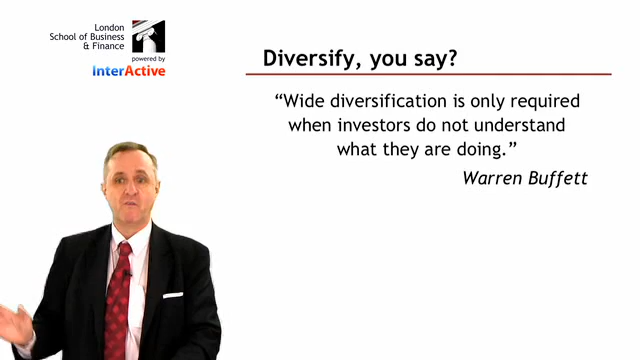 London
School of Business
& Finance
powered by
InterActive
Diversify, you say?
“Wide diversification is only required
when investors do not understand
what they are doing.”
Warren Buffett